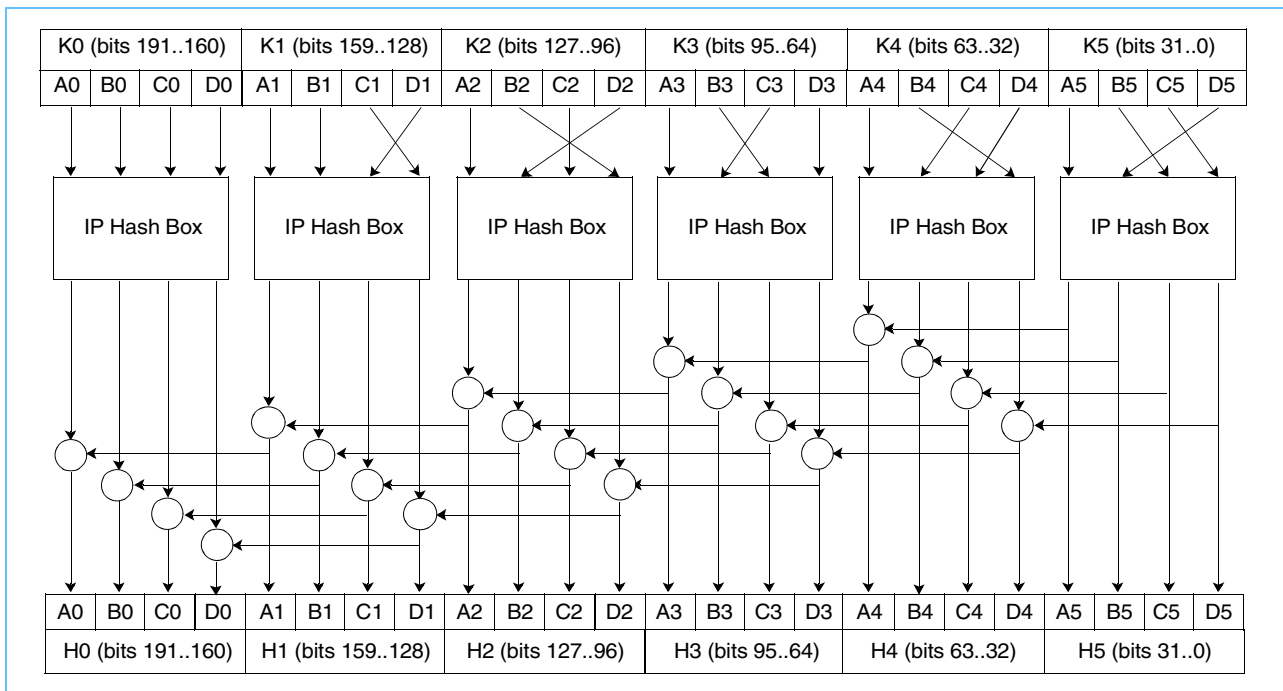 K0 (bits 191..160) K1 (bits 159..128) K2 (bits 127..96) K3 (bits 95..64) K4 (bits 63..32) K5 (bits 31..0)
A0 B0 C0 D0 A1 B1 C1 D1 A2 B2 C2 D2 A3 B3 C3 D3 A4 B4 C4 D4 A5 B5 C5 D5
IP Hash Box IP Hash Box IP Hash Box IP Hash Box IP Hash Box IP Hash Box
A0 B0 C0 D0 A1 B1 C1 D1 A2 B2 C2 D2 A3 B3 C3 D3 A4 B4 C4 D4 A5 B5 C5 D5
H0 (bits 191..160) H1 (bits 159..128) H2 (bits 127..96) H3 (bits 95..64) H4 (bits 63..32) H5 (bits 31..0)